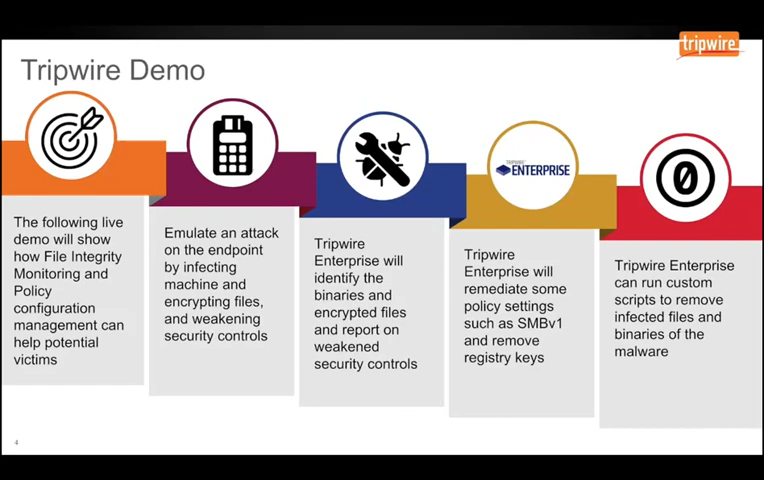 tripwire
Tripwire Demo
The following live
demo will show
how File Integrity
Monitoring and
Policy
configuration
management can
help potential
victims
Emulate an attack
on the endpoint
by infecting
machine and
encrypting files,
and weakening
security controls
Tripwire
Enterprise will
identify the
binaries and
encrypted files
and report on
weakened
security controls
TRIPWIRE
ENTERPRISE
Tripwire
Enterprise will
remediate some
policy settings
such as SMBv1
and remove
registry keys
0
Tripwire Enterprise
can run custom
scripts to remove
infected files and
binaries of the
malware
4